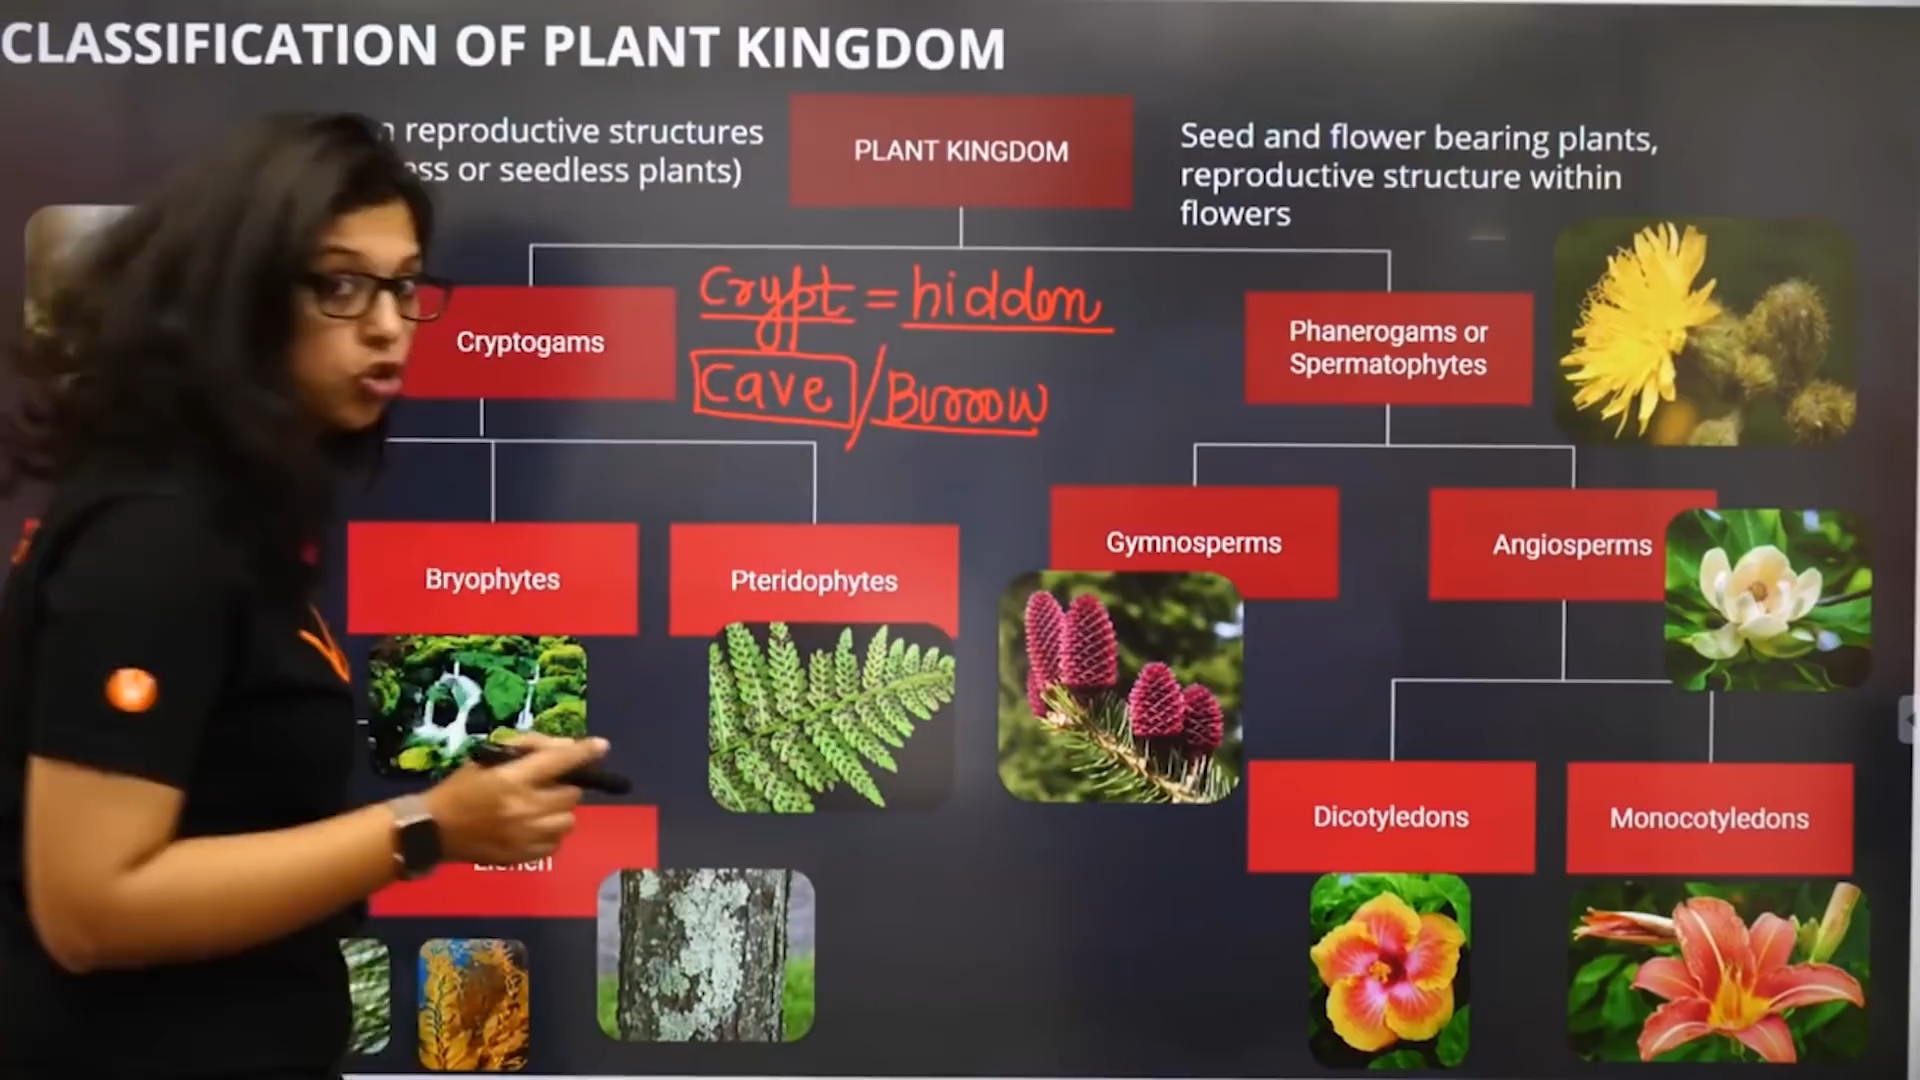 CLASSIFICATION OF PLANT KINGDOM
reproductive structures
or seedless plants)
PLANT KINGDOM
Seed and flower bearing plants,
reproductive structure within
flowers
Crypt = hidden
Cave / Burrow
Cryptogams
Phanerogams or
Spermatophytes
Bryophytes
Pteridophytes
Gymnosperms
Angiosperms
Dicotyledons
Monocotyledons